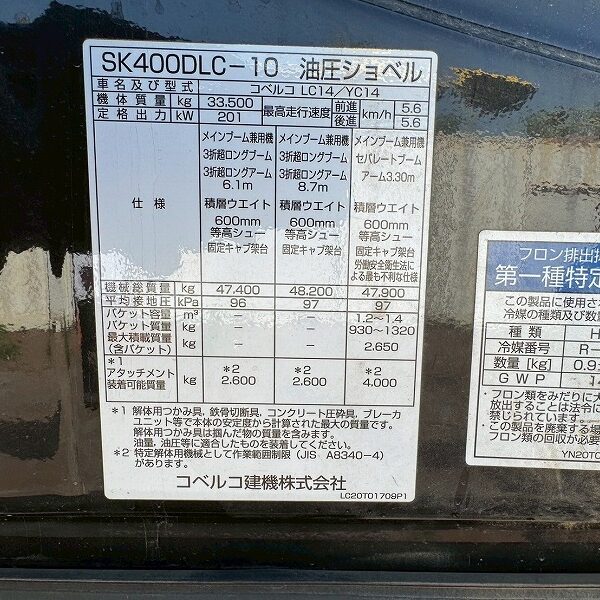 SK400DLC-10 油圧ショベル
車名及び型式 コベルコ LC14/YC14
機体質量 kg 33,500 最高走行速度 前進 km/h 5.6
定格出力 kW 201 後進 5.6
仕様
メインブーム兼用機 メインブーム兼用機 メインブーム兼用機
3折超ロングブーム 3折超ロングブーム セパレートブーム
3折超ロングアーム 3折超ロングアーム アーム3.30m
6.1m 8.7m
積層ウエイト 積層ウエイト 積層ウエイト
600mm 600mm 600mm
等高シュー 等高シュー 等高シュー
固定キャブ架台 固定キャブ架台 固定キャブ架台
労働安全衛生法に
よる最も不利な仕様
機械総質量 kg 47,400 48,200 47,900
平均接地圧 kPa 96 97 97
バケット容量 m³ - - 1.2-1.4
バケット質量 kg - - 930-1320
最大積載質量 kg - - 2,650
(含バケット)
*1
アタッチメント kg *2 *2 *2
装着可能質量 2,600 2,600 4,000
*1 解体用つかみ具、鉄骨切断具、コンクリート圧砕具、ブレーカ
ユニット等で本体の安定度から計算された最大の質量です。
解体用つかみ具は掴んだ物の質量を含みます。
油量、油圧等に適合したものを装着してください。
*2 特定解体用機械として作業範囲制限(JIS A8340-4)
があります。
コベルコ建機株式会社
LC20T01709P1
フロン排出抑
第一種特定
この製品に使用さ
冷媒の種類及び数量
種類 H
冷媒番号 R-
数量[kg] 0.9
GWP 1
・フロン類をみだりに大
放出することは法令に
禁じられています。
・この製品を廃棄する場
フロン類の回収が必要
YN20T0